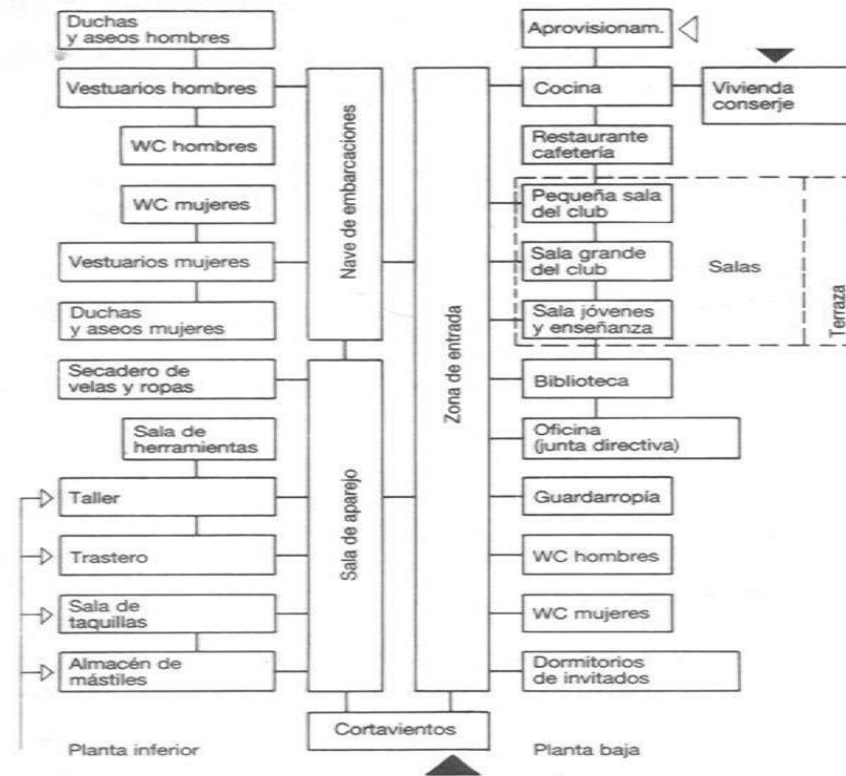 Duchas
y aseos hombres
Vestuarios hombres
WC hombres
WC mujeres
Vestuarios mujeres
Duchas
y aseos mujeres
Secadero de
velas y ropas
Sala de
herramientas
Taller
Trastero
Sala de
taquillas
Almacén de
mástiles
Planta inferior
Nave de embarcaciones
Sala de aparejo
Cortavientos
Zona de entrada
Aprovisionam.
Cocina
Vivienda
conserje
Restaurante
cafetería
Pequeña sala
del club
Sala grande
del club
Sala jóvenes
y enseñanza
Salas
Terraza
Biblioteca
Oficina
(junta directiva)
Guardarropía
WC hombres
WC mujeres
Dormitorios
de invitados
Planta baja